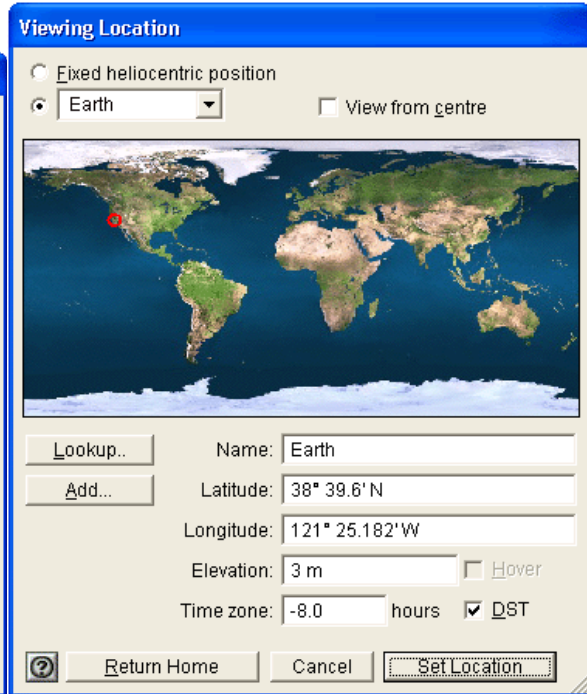 Viewing Location
Fixed heliocentric position
Earth
View from centre
Lookup..
Name: Earth
Add...
Latitude: 38° 39.6' N
Longitude: 121° 25.182' W
Elevation: 3 m
Hover
Time zone: -8.0 hours
DST
?
Return Home
Cancel
Set Location